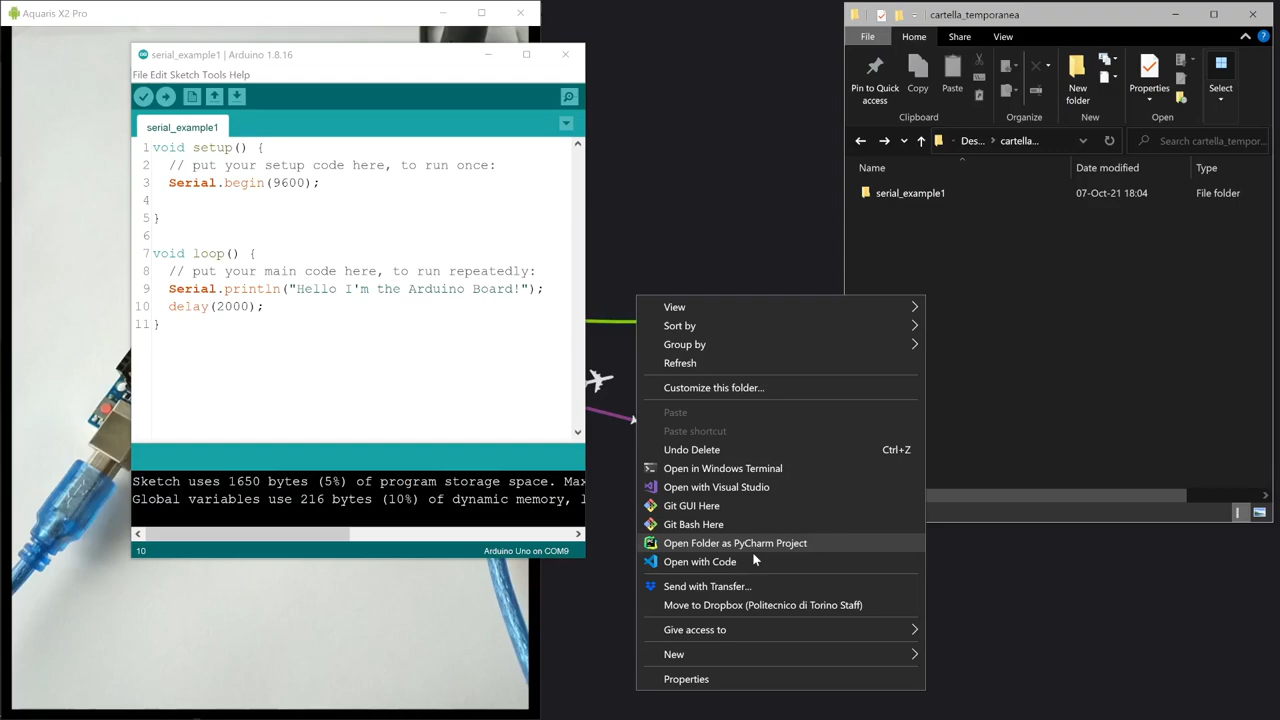 Aquaris X2 Pro
serial_example1 | Arduino 1.8.16
File Edit Sketch Tools Help
serial_example1
1 void setup() {
2 // put your setup code here, to run once:
3 Serial.begin(9600);
4
5 }
6
7 void loop() {
8 // put your main code here, to run repeatedly:
9 Serial.println("Hello I'm the Arduino Board!");
10 delay(2000);
11 }
Sketch uses 1650 bytes (5%) of program storage space. Max
Global variables use 216 bytes (10%) of dynamic memory, l
10 Arduino Uno on COM9
cartella_temporanea
File Home Share View
Pin to Quick access
Copy
Paste
New folder
Properties
Select
Clipboard Organize New Open
Des... cartella... Search cartella_tempor...
Name Date modified Type
serial_example1 07-Oct-21 18:04 File folder
View
Sort by
Group by
Refresh
Customize this folder...
Paste
Paste shortcut
Undo Delete Ctrl+Z
Open in Windows Terminal
Open with Visual Studio
Git GUI Here
Git Bash Here
Open Folder as PyCharm Project
Open with Code
Send with Transfer...
Move to Dropbox (Politecnico di Torino Staff)
Give access to
New
Properties